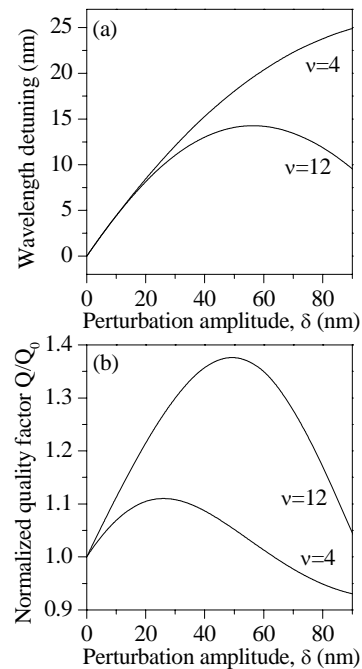 (a)
25
20
15
10
5
0
Wavelength detuning (nm)
ν=4
ν=12
0 20 40 60 80
Perturbation amplitude, δ (nm)
(b)
1.4
1.3
1.2
1.1
1.0
0.9
Normalized quality factor Q/Q₀
ν=12
ν=4
0 20 40 60 80
Perturbation amplitude, δ (nm)